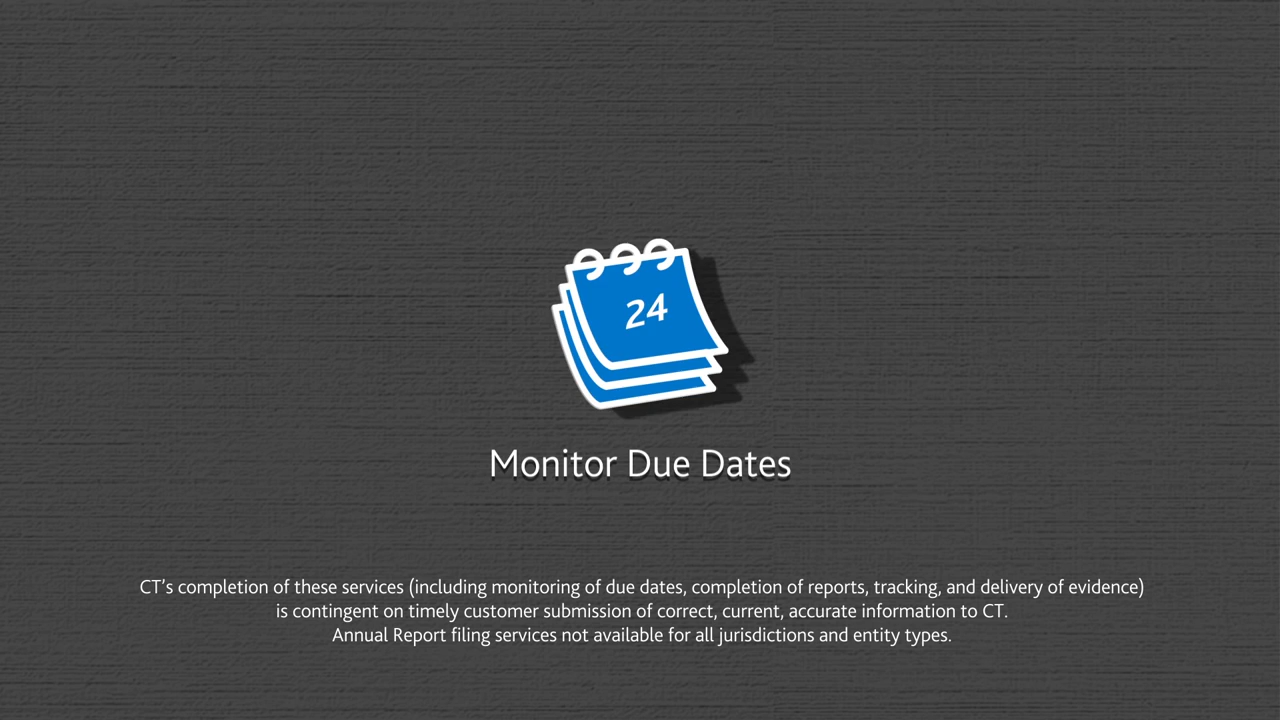 24
Monitor Due Dates
CT's completion of these services (including monitoring of due dates, completion of reports, tracking, and delivery of evidence)
is contingent on timely customer submission of correct, current, accurate information to CT.
Annual Report filing services not available for all jurisdictions and entity types.